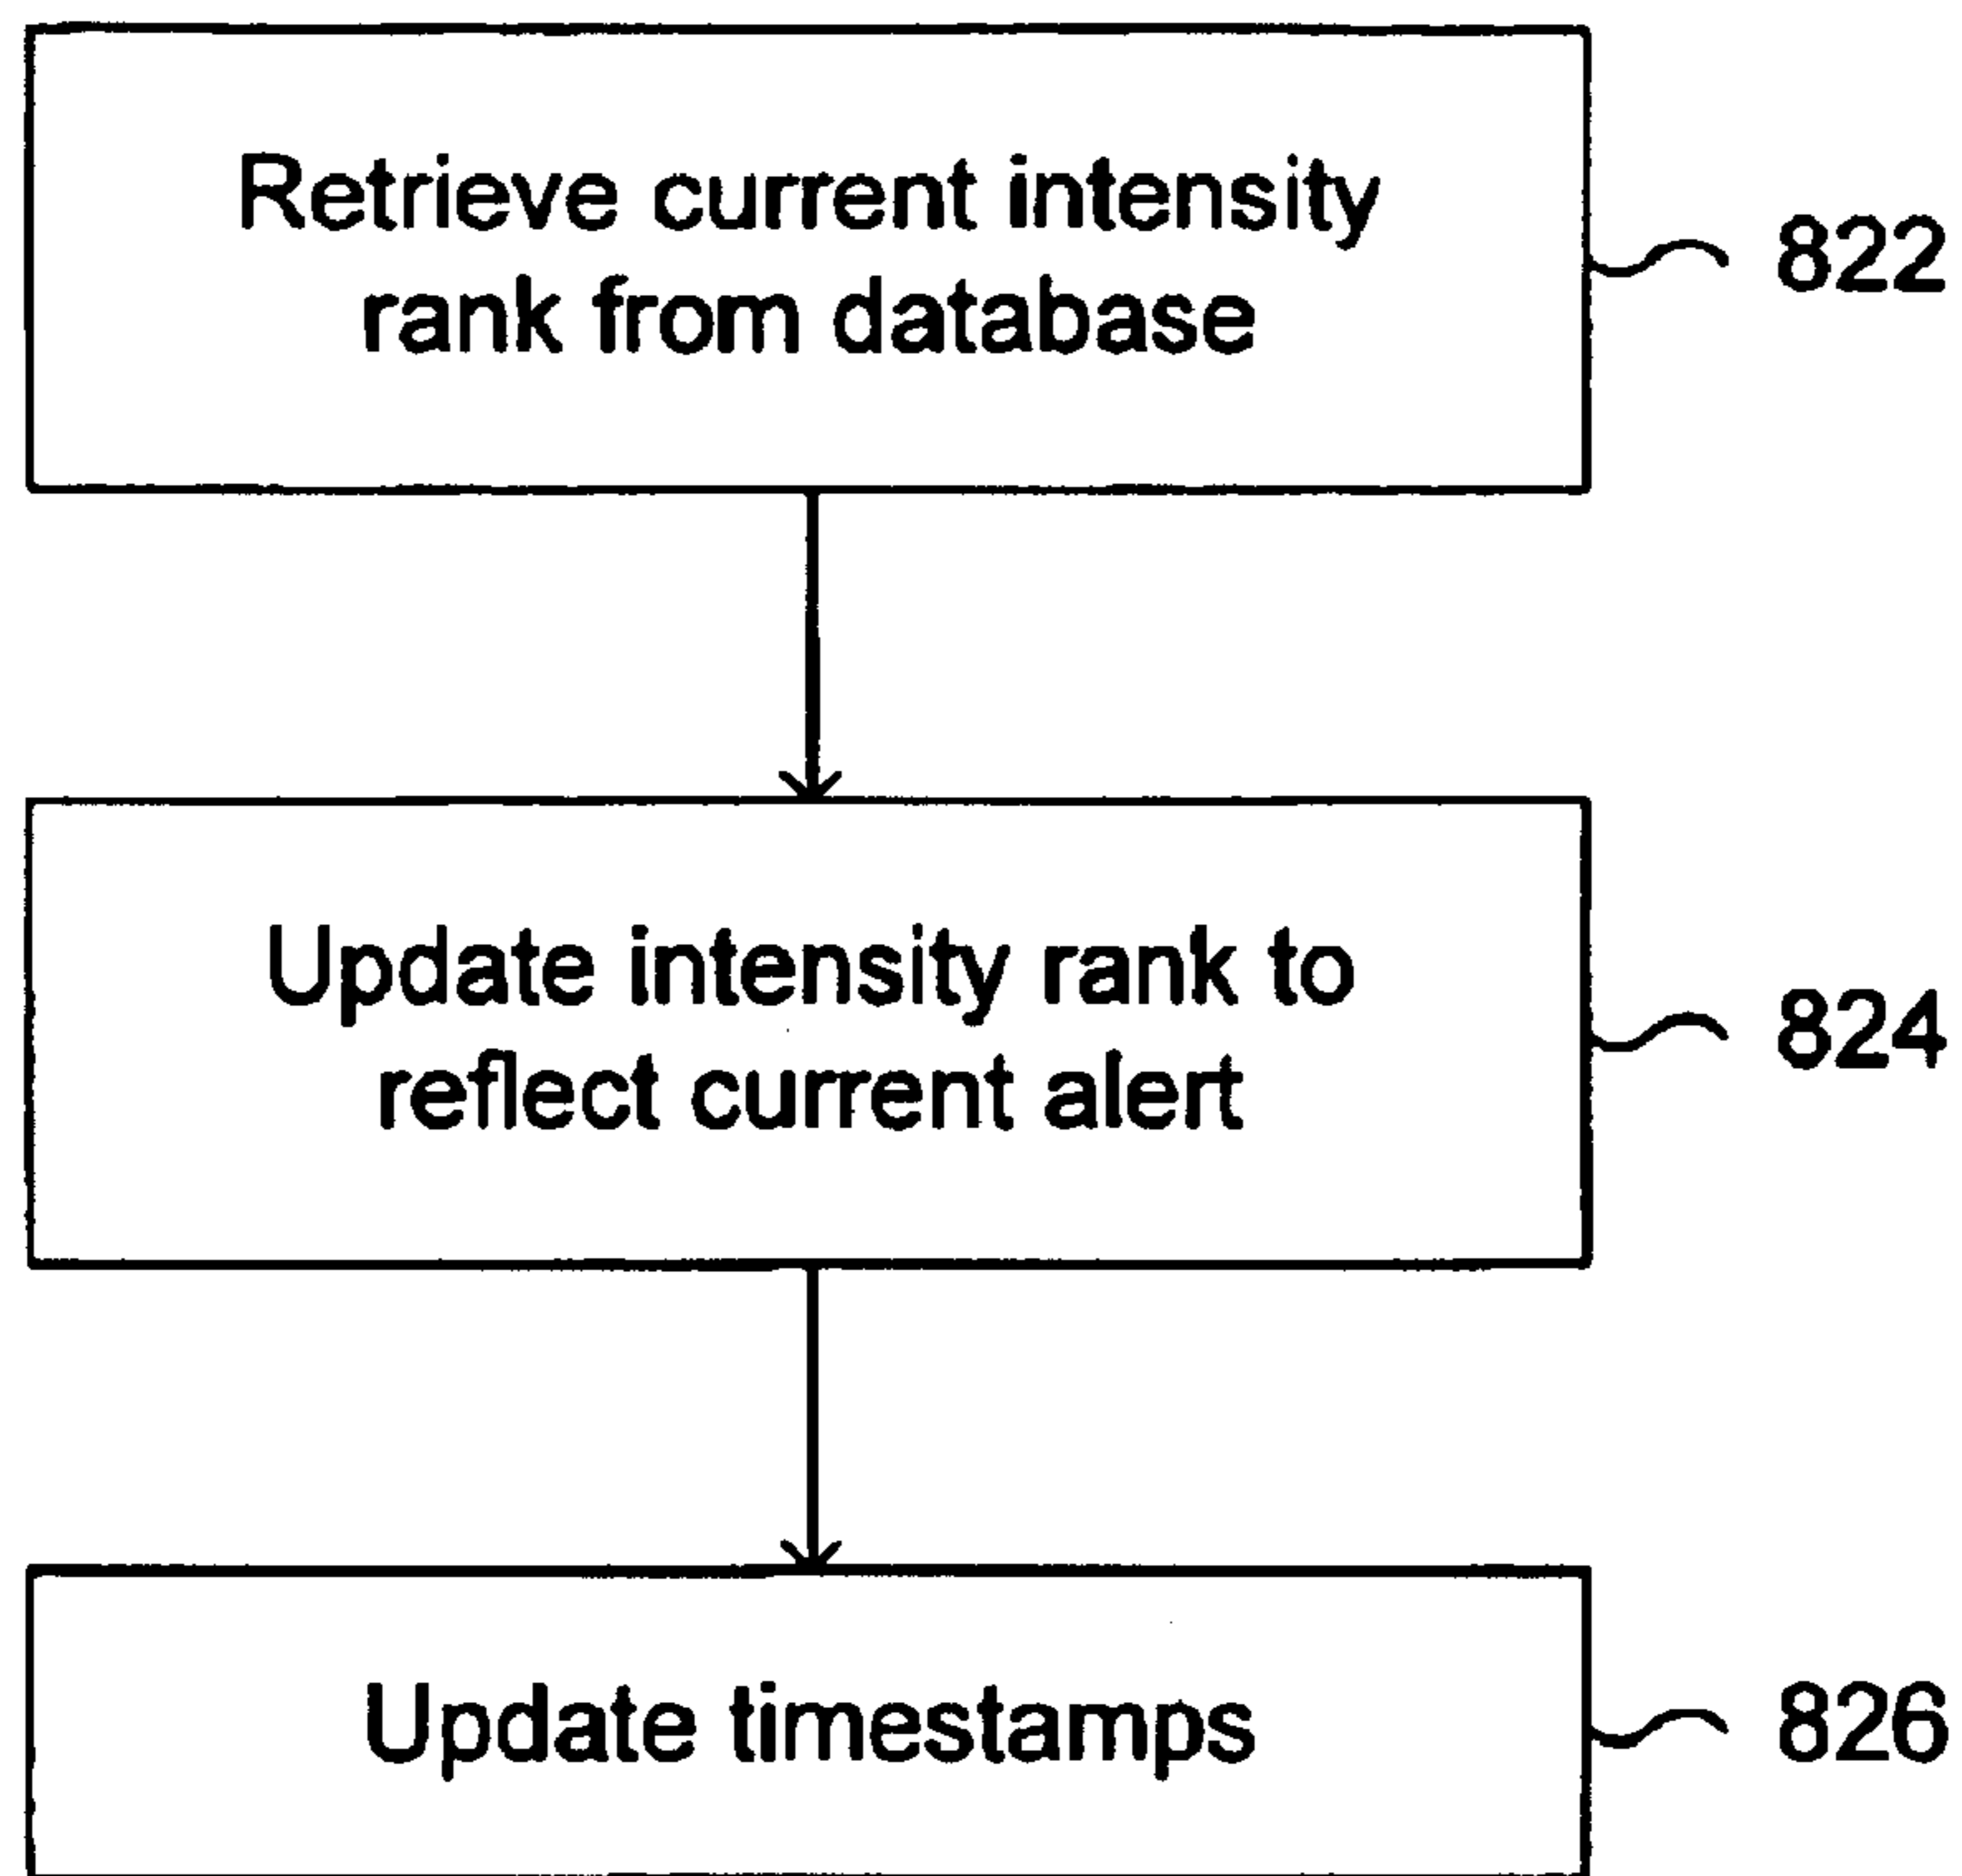 Retrieve current intensity
rank from database
822
Update intensity rank to
reflect current alert
824
Update timestamps
826